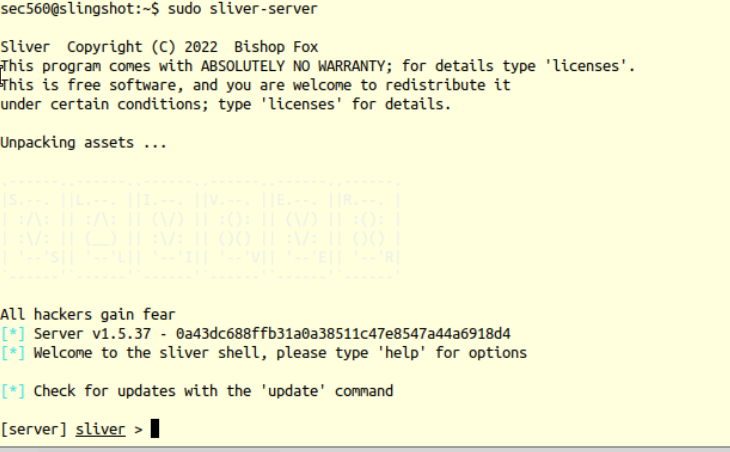 sec560@slingshot:~$ sudo sliver-server
Sliver  Copyright (C) 2022  Bishop Fox
This program comes with ABSOLUTELY NO WARRANTY; for details type 'licenses'.
This is free software, and you are welcome to redistribute it
under certain conditions; type 'licenses' for details.
Unpacking assets ...
.------..------..------..------..------..------.
|S.--. ||L.--. ||I.--. ||V.--. ||E.--. ||R.--. |
| :/\: || :/\: || (\/) || :(): || (\/) || :(): |
| :\/: || (__) || :\/: || ()() || :\/: || ()() |
| '--'S|| '--'L|| '--'I|| '--'V|| '--'E|| '--'R|
`------'`------'`------'`------'`------'`------'
All hackers gain fear
[*] Server v1.5.37 - 0a43dc688ffb31a0a38511c47e8547a44a6918d4
[*] Welcome to the sliver shell, please type 'help' for options
[*] Check for updates with the 'update' command
[server] sliver >